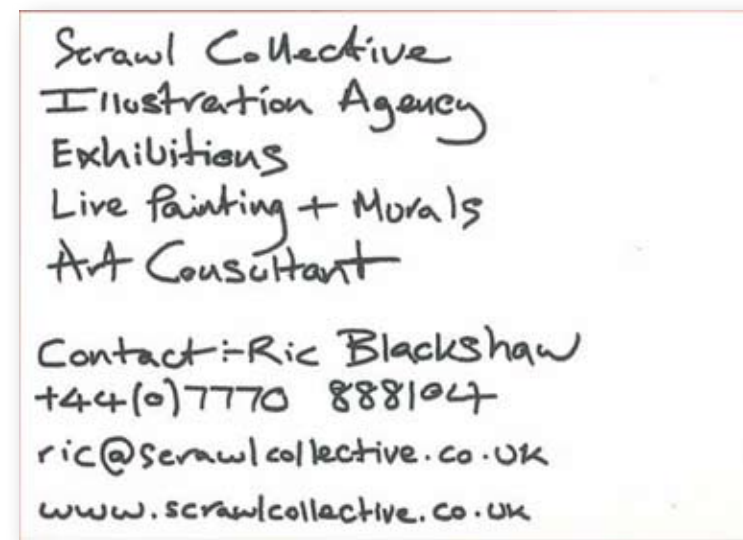 Scrawl Collective
Illustration Agency
Exhibitions
Live Painting + Murals
Art Consultant
Contact:-Ric Blackshaw
+44(0)7770 888104
ric@scrawlcollective.co.uk
www.scrawlcollective.co.uk